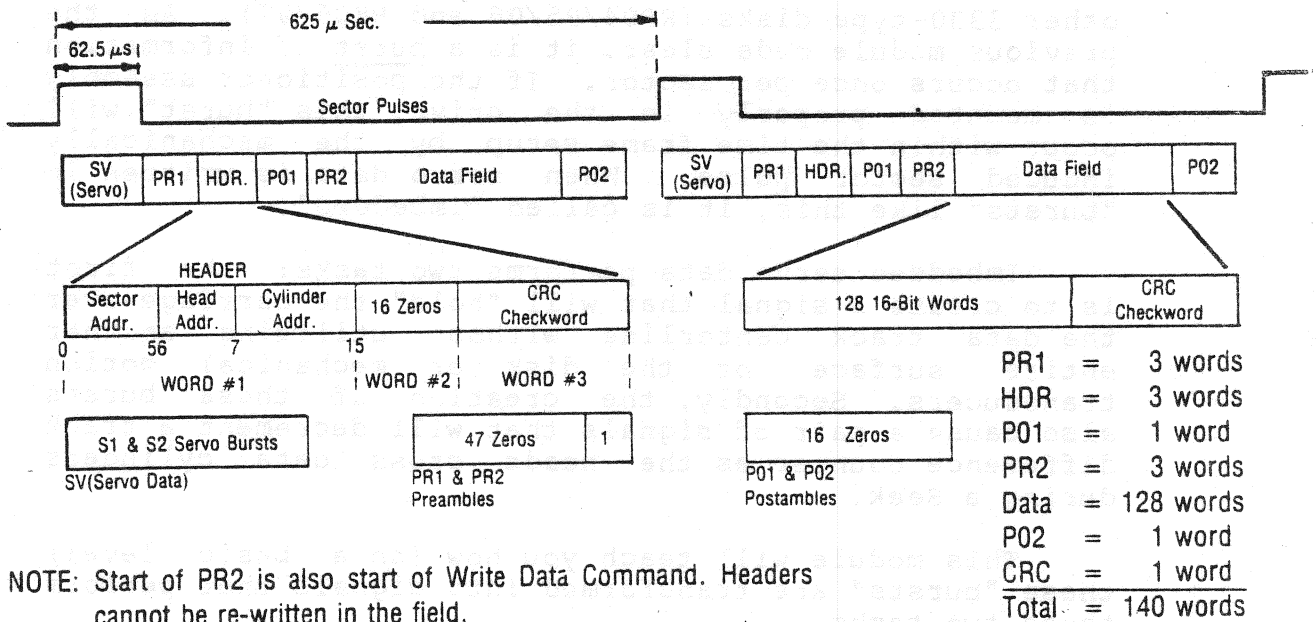 625 μ Sec.
62.5 μs
Sector Pulses
SV (Servo) PR1 HDR. P01 PR2 Data Field P02
SV (Servo) PR1 HDR. P01 PR2 Data Field P02
HEADER
Sector Addr. Head Addr. Cylinder Addr. 16 Zeros CRC Checkword
128 16-Bit Words CRC Checkword
0 56 7 15
WORD #1 WORD #2 WORD #3
S1 & S2 Servo Bursts
SV(Servo Data)
47 Zeros 1
PR1 & PR2
Preambles
16 Zeros
P01 & P02
Postambles
PR1 = 3 words
HDR = 3 words
P01 = 1 word
PR2 = 3 words
Data = 128 words
P02 = 1 word
CRC = 1 word
Total = 140 words
NOTE: Start of PR2 is also start of Write Data Command. Headers
cannot be re-written in the field.